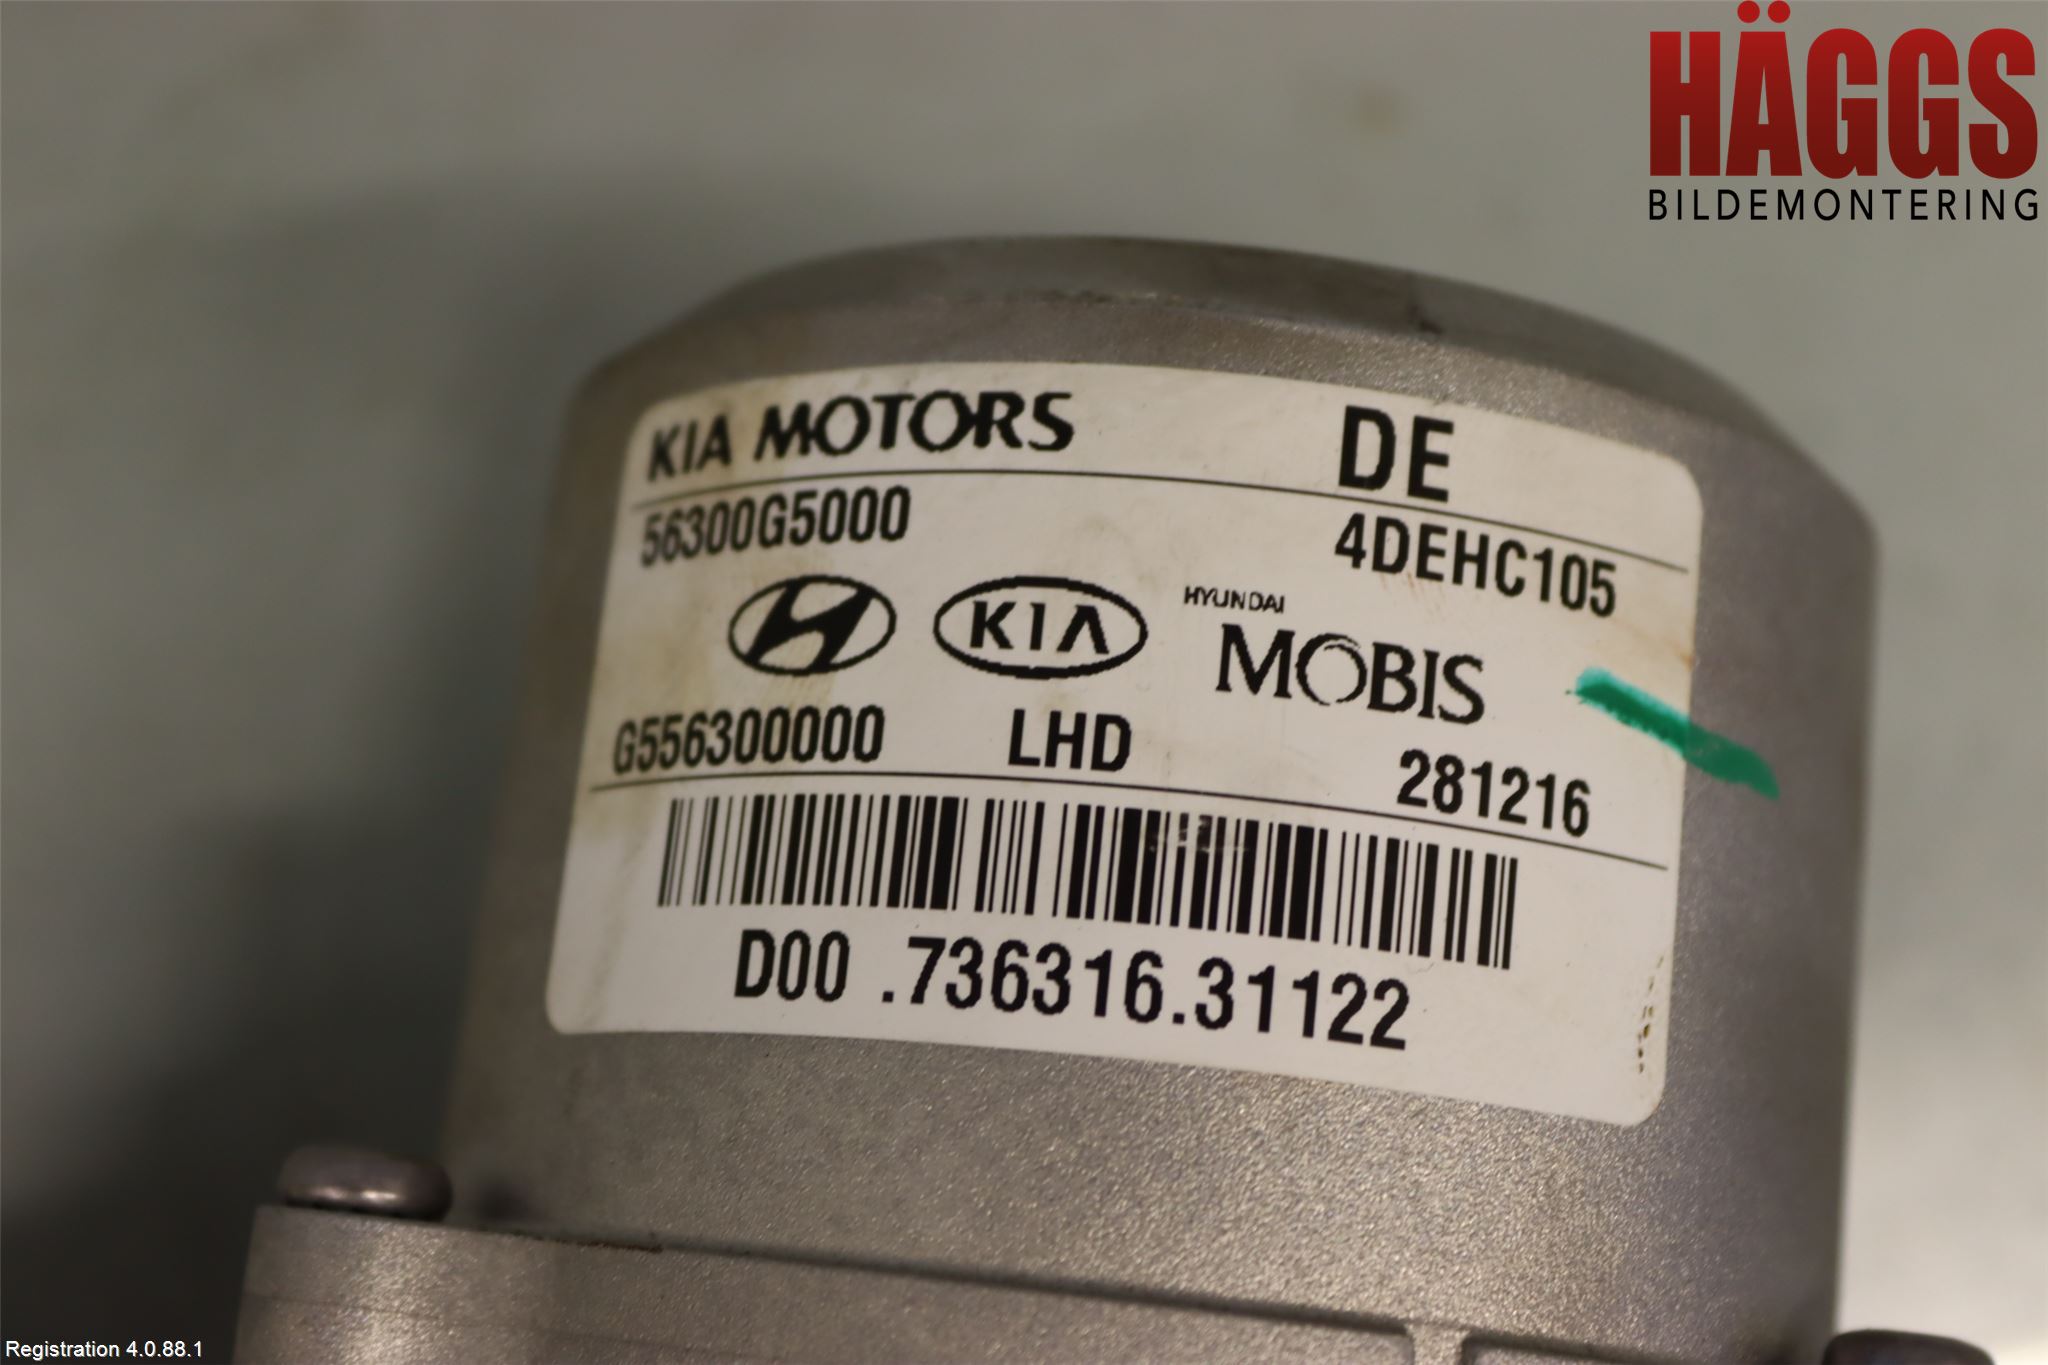 HÄGGS
BILDEMONTERING
KIA MOTORS DE
56300G5000 4DEHC105
KIA HYUNDAI
MOBIS
G556300000 LHD 281216
D00 .736316.31122
Registration 4.0.88.1